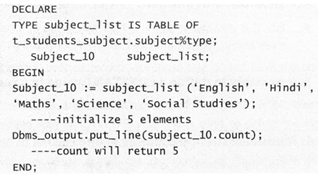 DECLARE
TYPE subject_list IS TABLE OF
t_students_subject.subject%type;
Subject_10 subject_list;
BEGIN
Subject_10 := subject_list (‘English’, ’Hindi’,
‘Maths’, ‘Science’, ‘Social Studies’);
----initialize 5 elements
Dbms_output.put_line(subject_10.count);
----count will return 5
END;